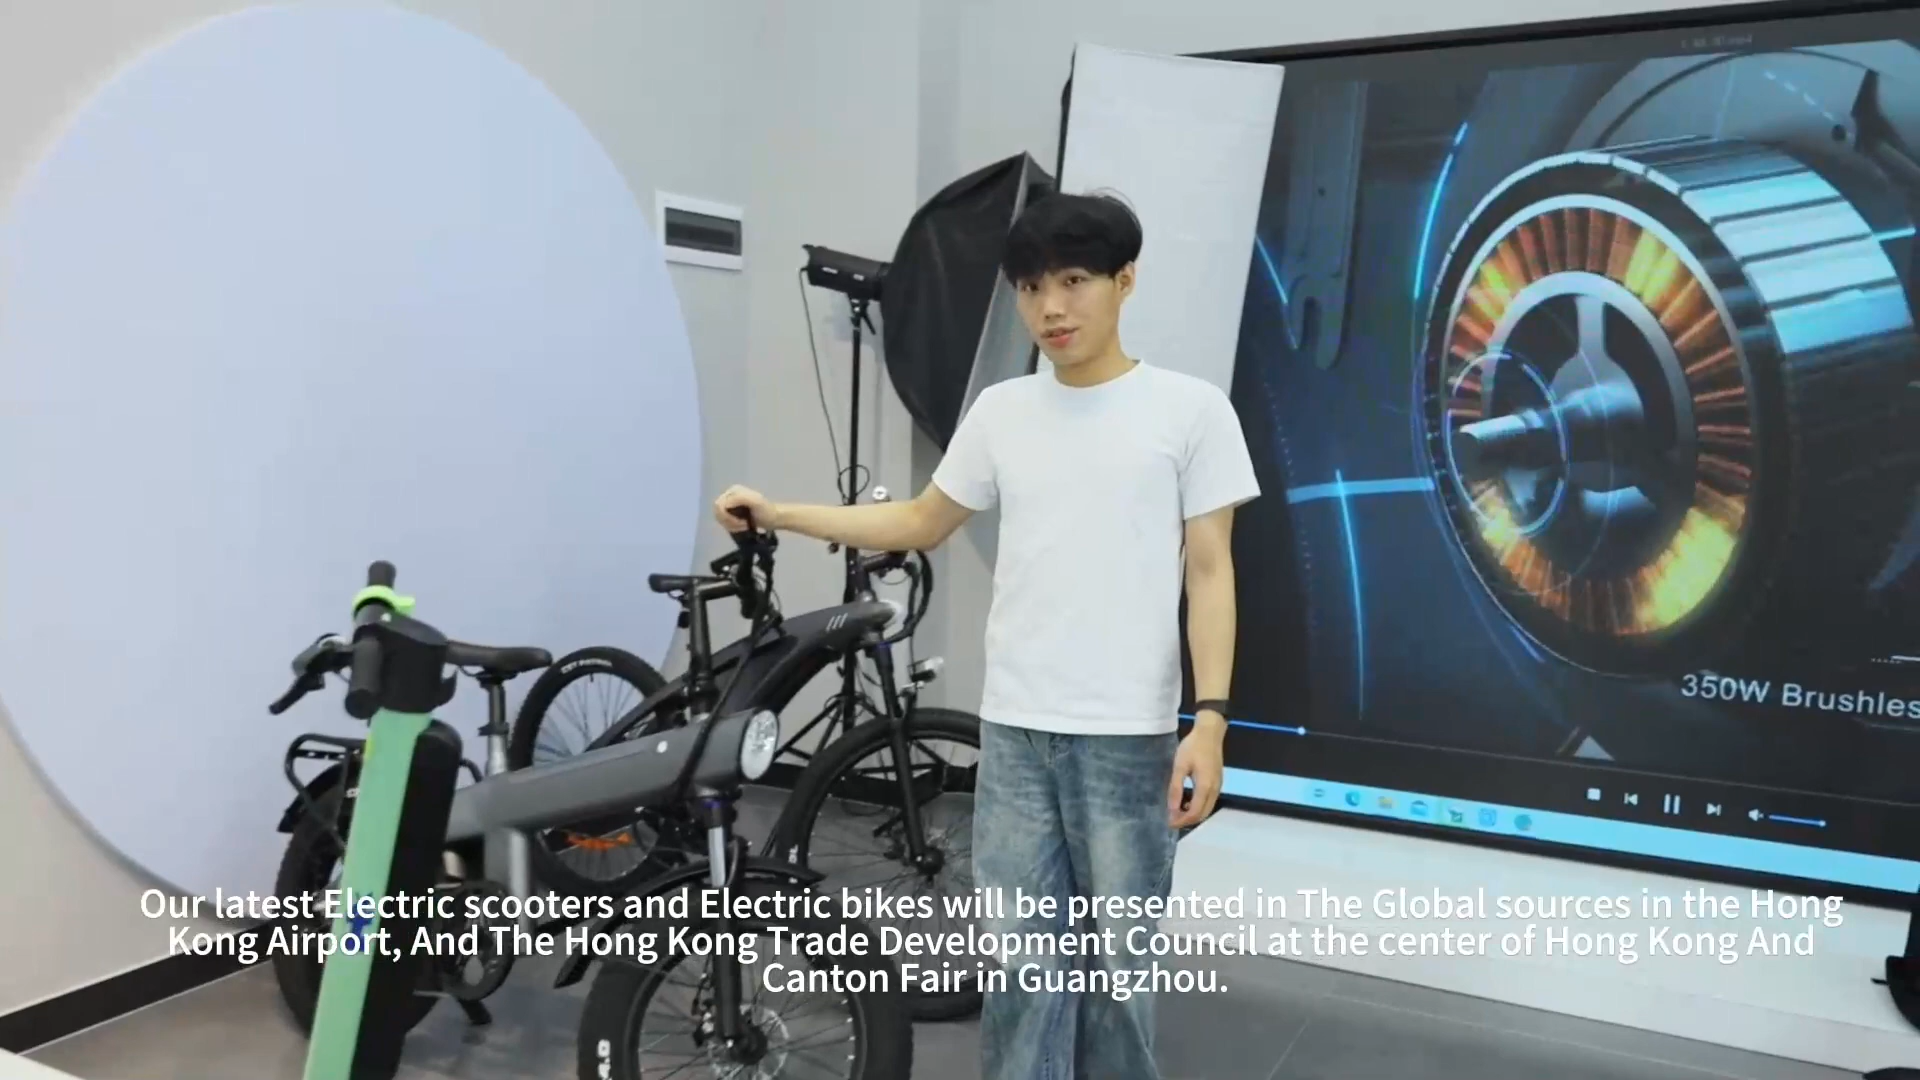 350W Brushless
Our latest Electric scooters and Electric bikes will be presented in The Global sources in the Hong
Kong Airport, And The Hong Kong Trade Development Council at the center of Hong Kong And
Canton Fair in Guangzhou.